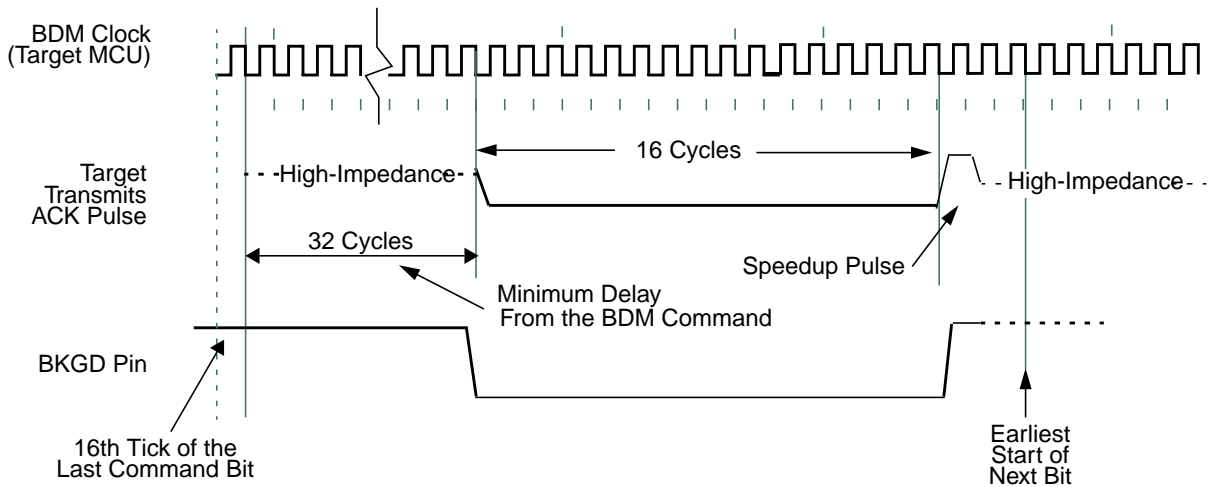 BDM Clock
(Target MCU)
16 Cycles
Target
Transmits
ACK Pulse
High-Impedance
High-Impedance
32 Cycles
Speedup Pulse
Minimum Delay
From the BDM Command
BKGD Pin
16th Tick of the
Last Command Bit
Earliest
Start of
Next Bit